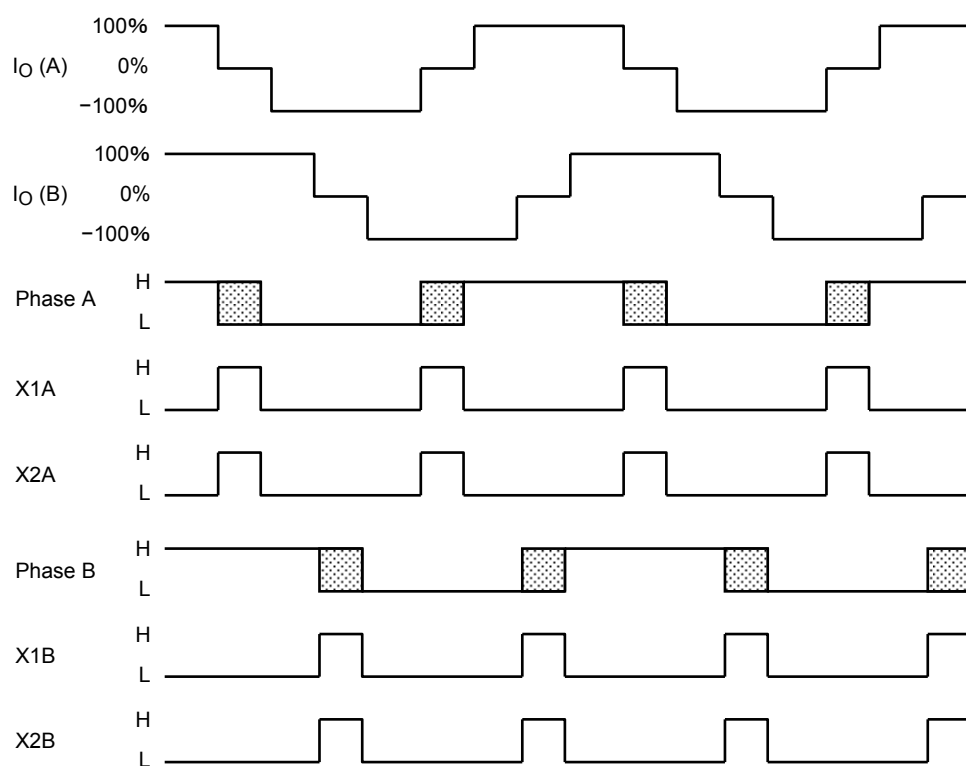 100%
I_O (A) 0%
−100%
100%
I_O (B) 0%
−100%
H
Phase A
L
H
X1A
L
H
X2A
L
H
Phase B
L
H
X1B
L
H
X2B
L